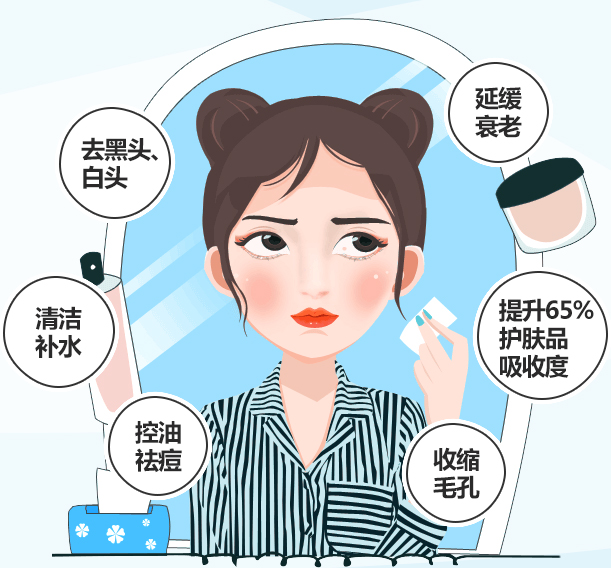 去黑头、
白头
清洁
补水
控油
祛痘
延缓
衰老
提升65%
护肤品
吸收度
收缩
毛孔